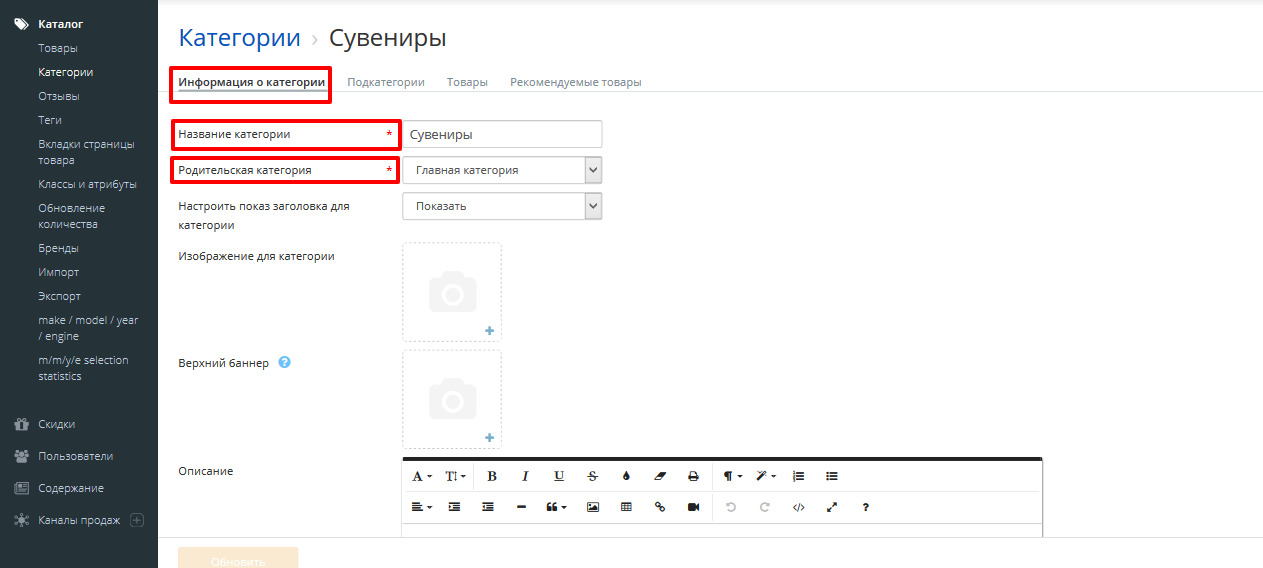 Каталог
Товары
Категории
Отзывы
Теги
Вкладки страницы
товара
Классы и атрибуты
Обновление
количества
Бренды
Импорт
Экспорт
make / model / year
/ engine
m/m/y/e selection
statistics
Скидки
Пользователи
Содержание
Каналы продаж
Категории › Сувениры
Информация о категории Подкатегории Товары Рекомендуемые товары
Название категории * Сувениры
Родительская категория * Главная категория
Настроить показ заголовка для
категории
Показать
Изображение для категории
Верхний баннер ?
Описание
Обновить